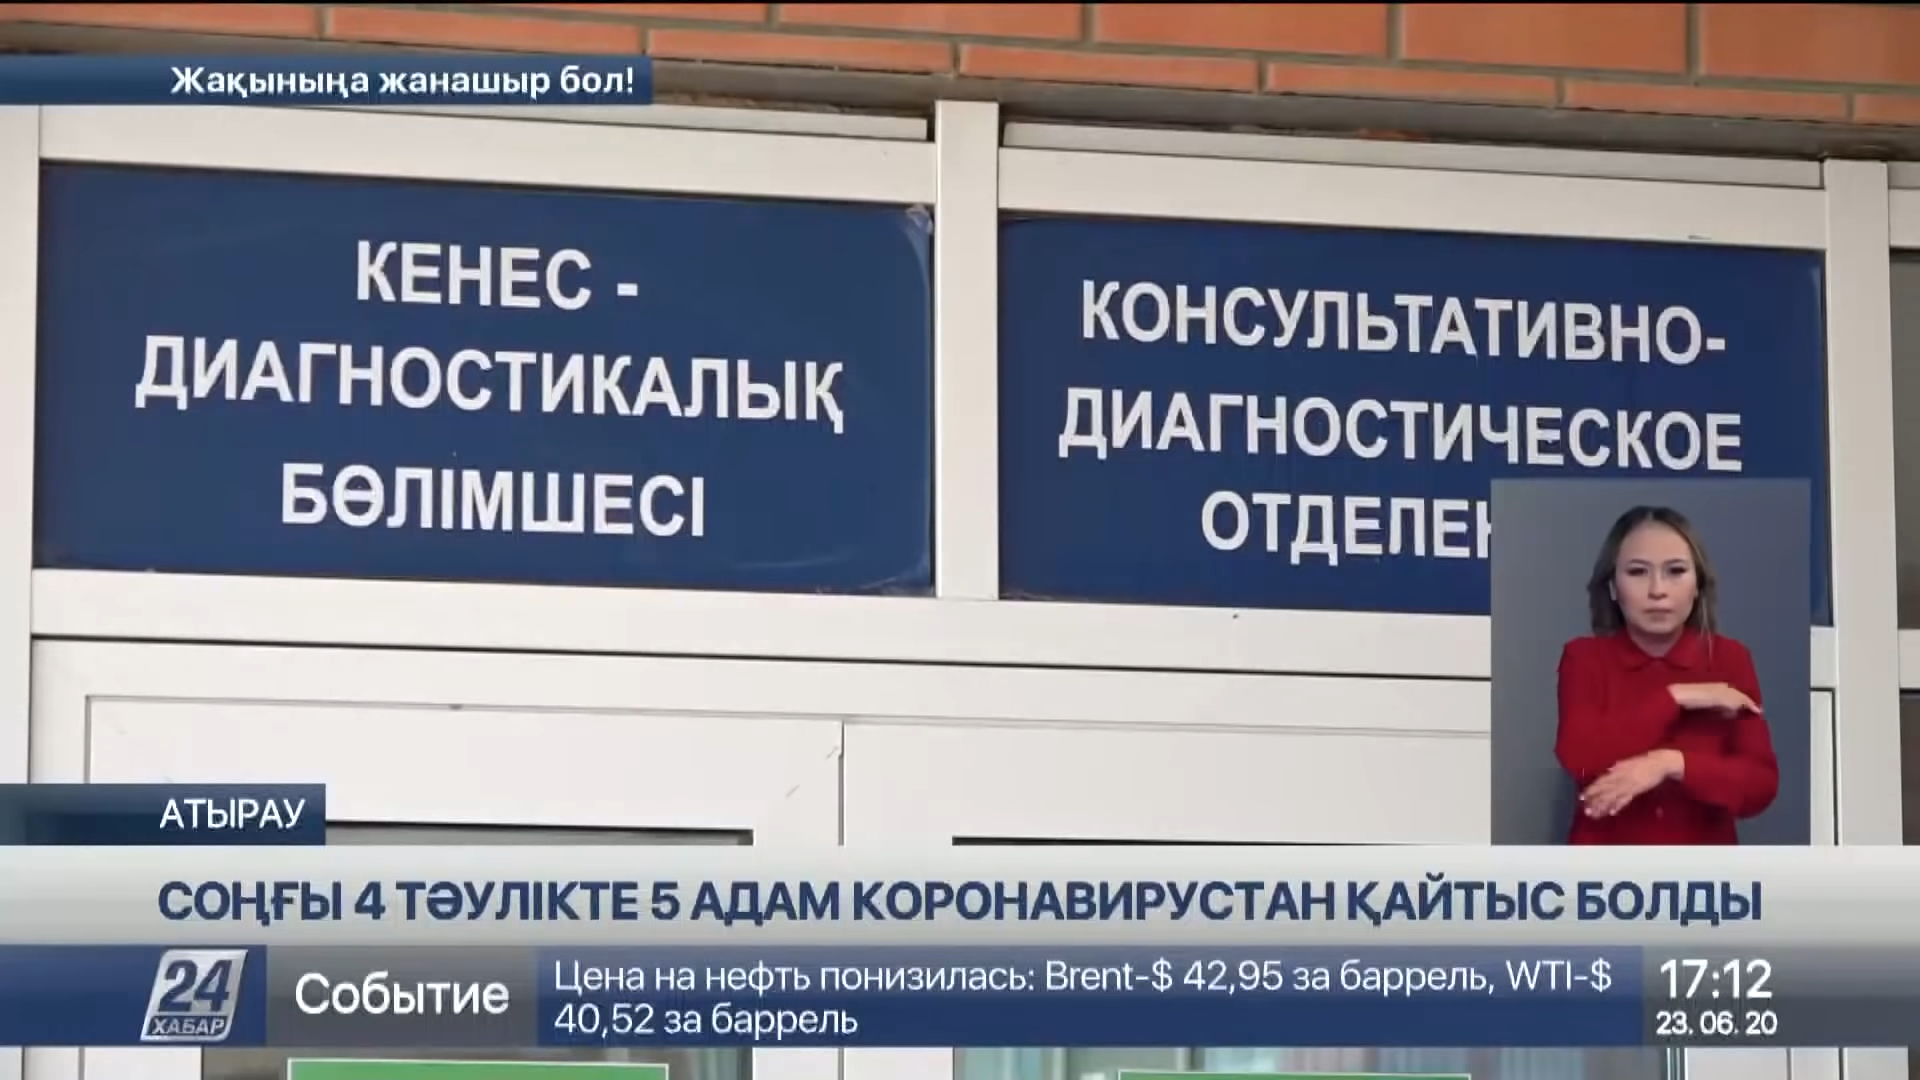 Жақыныңа жанашыр бол!
КЕНЕС -
ДИАГНОСТИКАЛЫҚ
БӨЛІМШЕСІ
КОНСУЛЬТАТИВНО-
ДИАГНОСТИЧЕСКОЕ
АТЫРАУ
СОҢҒЫ 4 ТӘУЛІКТЕ 5 АДАМ КОРОНАВИРУСТАН ҚАЙТЫС БОЛДЫ
24
ХАБАР
Событие
Цена на нефть понизилась: Brent-$ 42,95 за баррель, WTI-$
40,52 за баррель
17:12
23. 06. 20